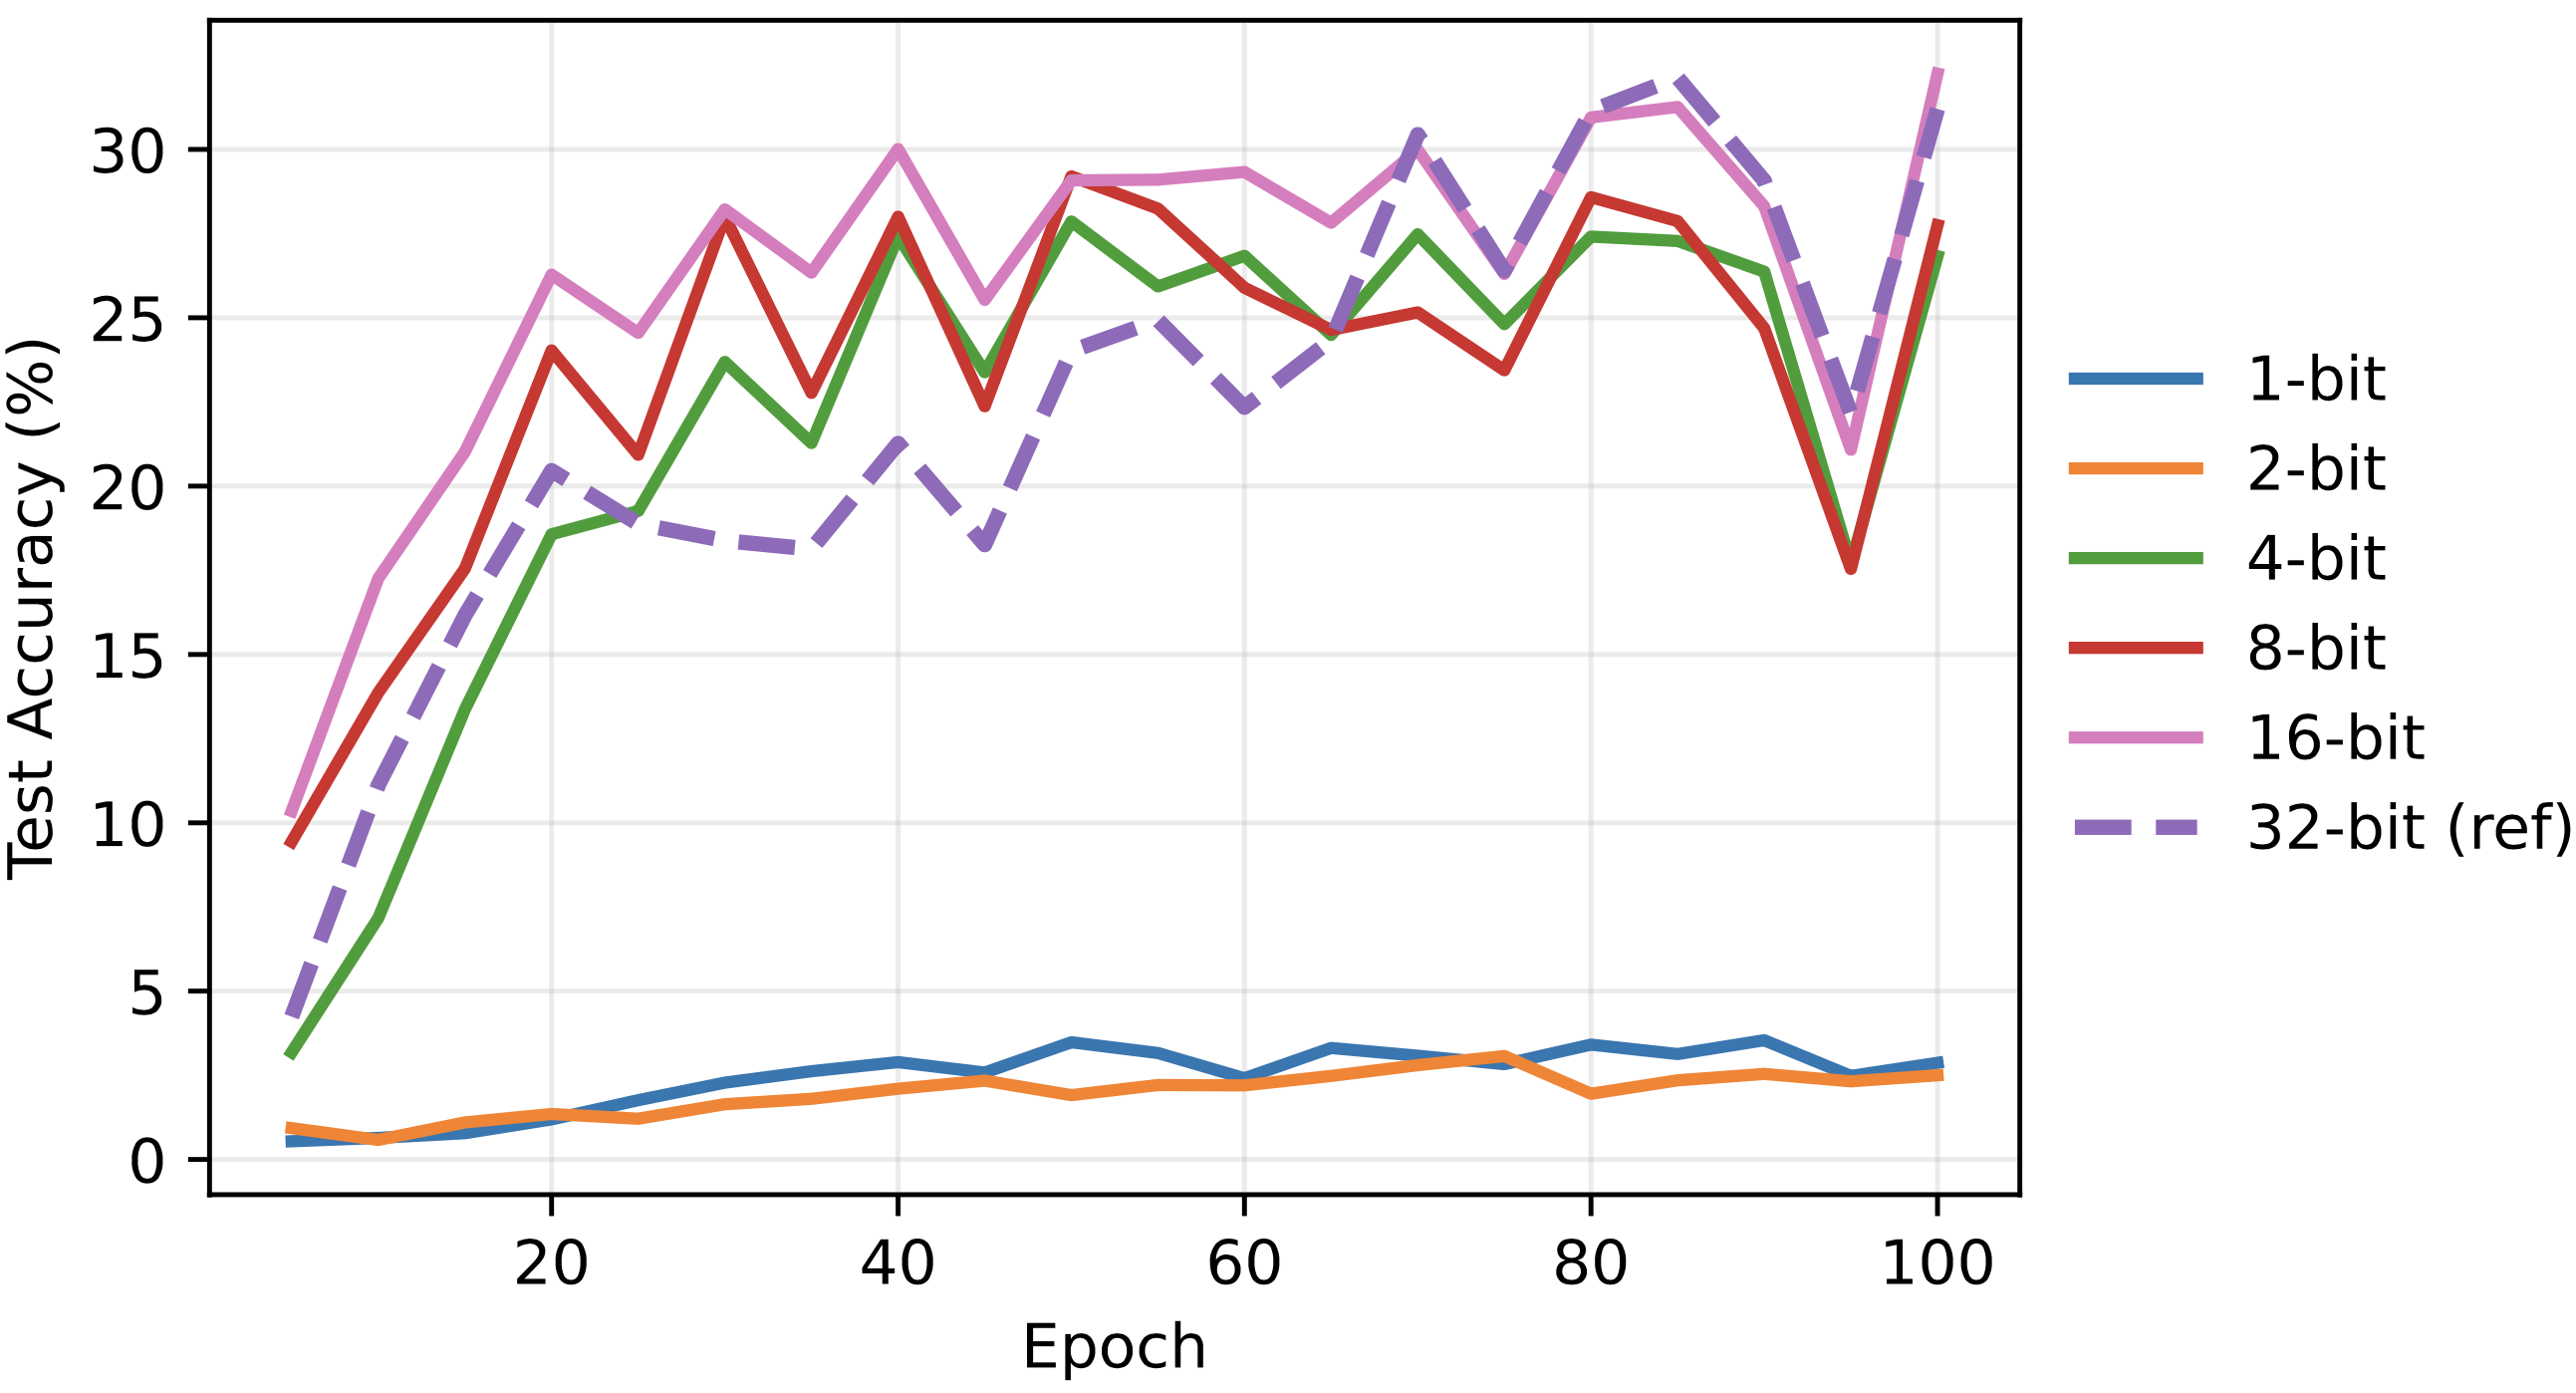 Test Accuracy (%)
30
25
20
15
10
5
0
20 40 60 80 100
Epoch
1-bit
2-bit
4-bit
8-bit
16-bit
32-bit (ref)